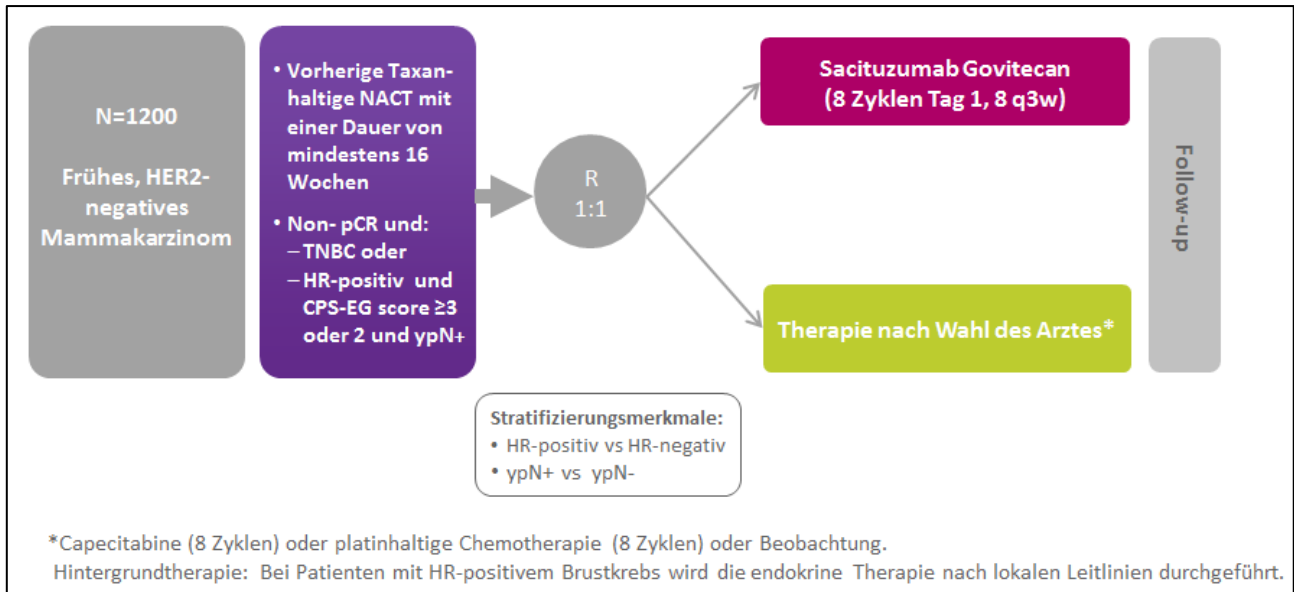 N=1200
Frühes, HER2-
negatives
Mammakarzinom
• Vorherige Taxan-
haltige NACT mit
einer Dauer von
mindestens 16
Wochen
• Non- pCR und:
– TNBC oder
– HR-positiv und
CPS-EG score ≥3
oder 2 und ypN+
R
1:1
Sacituzumab Govitecan
(8 Zyklen Tag 1, 8 q3w)
Therapie nach Wahl des Arztes*
Follow-up
Stratifizierungsmerkmale:
• HR-positiv vs HR-negativ
• ypN+ vs ypN-
*Capecitabine (8 Zyklen) oder platinhaltige Chemotherapie (8 Zyklen) oder Beobachtung.
Hintergrundtherapie: Bei Patienten mit HR-positivem Brustkrebs wird die endokrine Therapie nach lokalen Leitlinien durchgeführt.